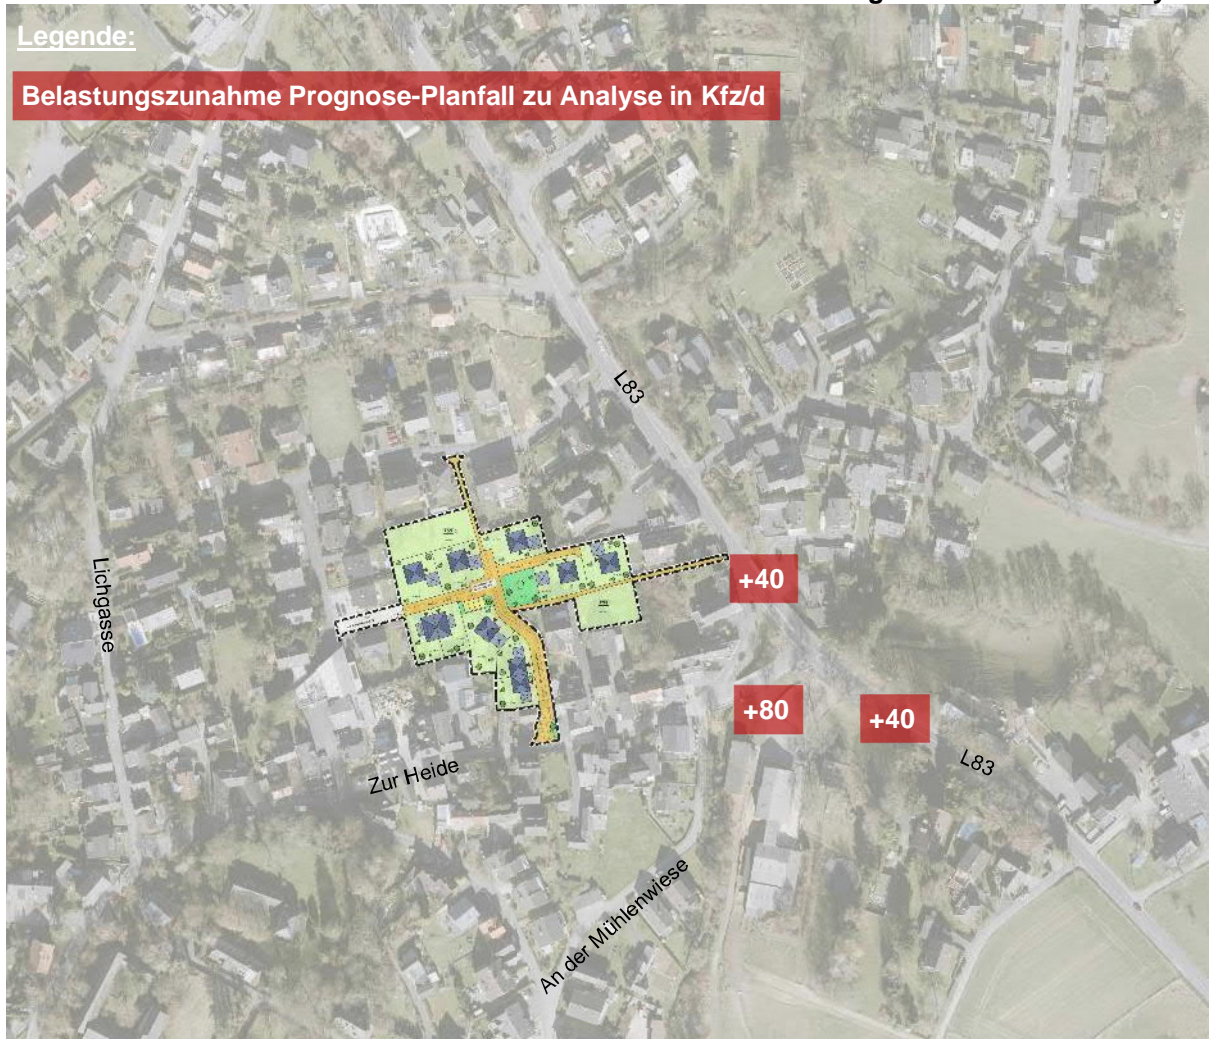 Legende:
Belastungszunahme Prognose-Planfall zu Analyse in Kfz/d
L83
Lichgasse
+40
+80
+40
L83
Zur Heide
An der Mühlenwiese